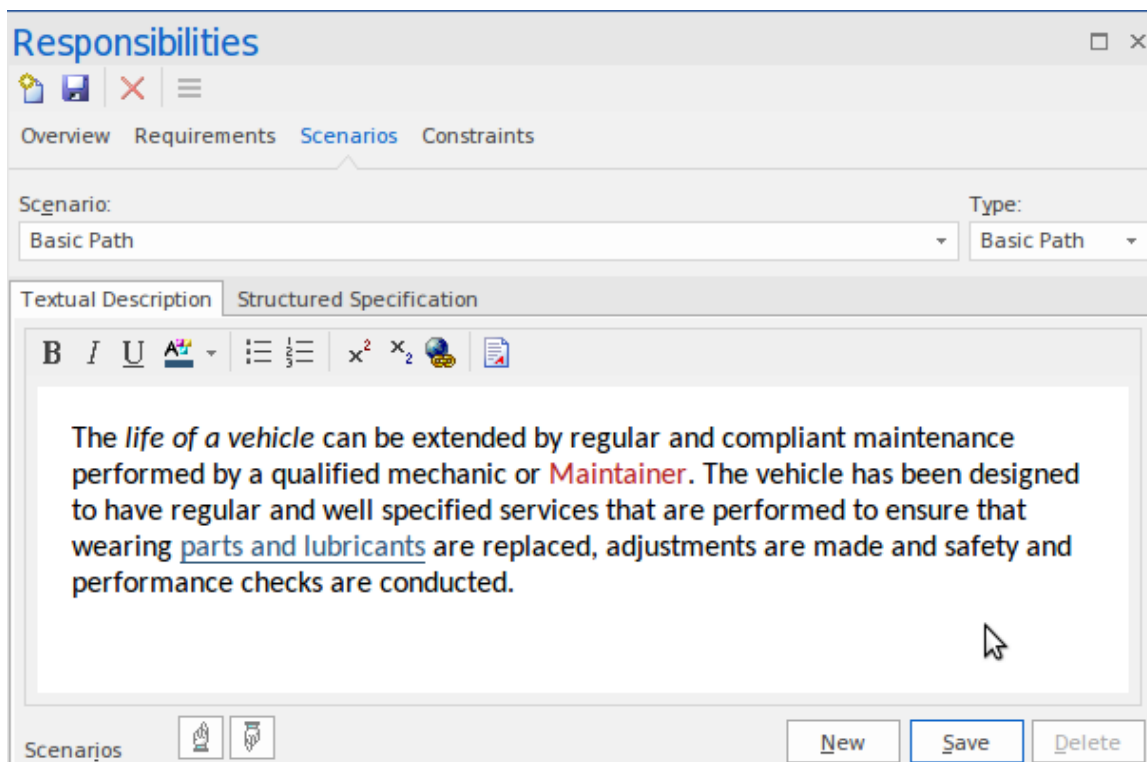 Responsibilities
Overview Requirements Scenarios Constraints
Scenario: Type:
Basic Path Basic Path
Textual Description Structured Specification
B I U A x² x₂
The life of a vehicle can be extended by regular and compliant maintenance
performed by a qualified mechanic or Maintainer. The vehicle has been designed
to have regular and well specified services that are performed to ensure that
wearing parts and lubricants are replaced, adjustments are made and safety and
performance checks are conducted.
Scenarios New Save Delete